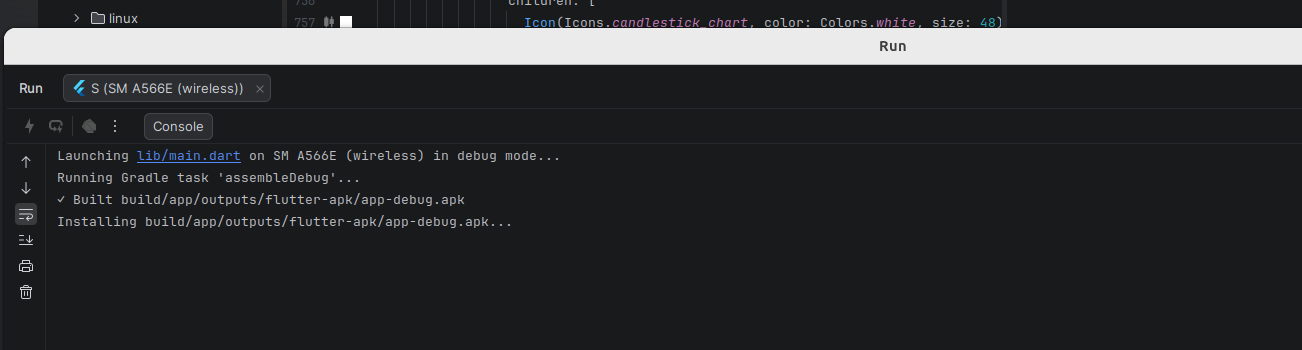 linux
756
children: [
757
Icon(Icons.candlestick_chart, color: Colors.white, size: 48)
Run
Run
S (SM A566E (wireless))
Console
Launching lib/main.dart on SM A566E (wireless) in debug mode...
Running Gradle task 'assembleDebug'...
✓ Built build/app/outputs/flutter-apk/app-debug.apk
Installing build/app/outputs/flutter-apk/app-debug.apk...